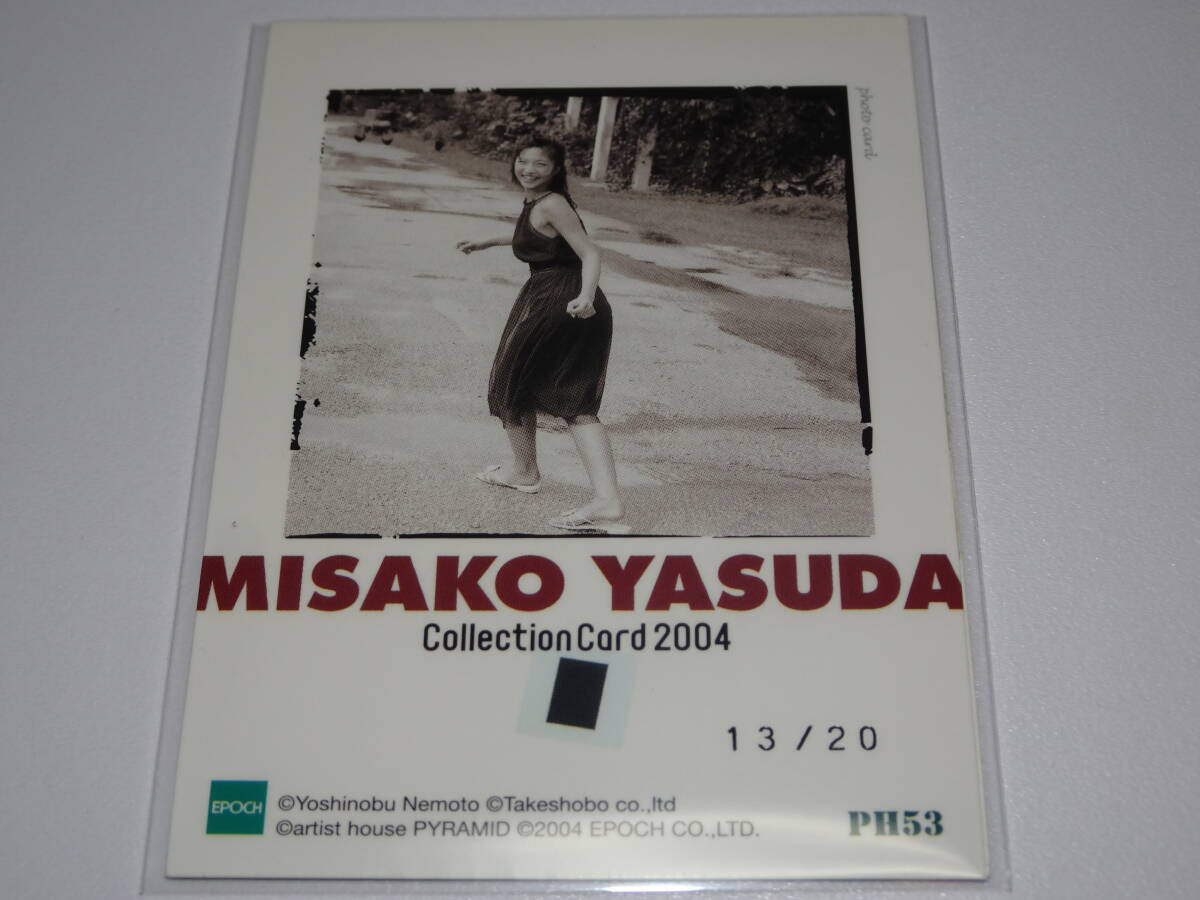 photo card
MISAKO YASUDA
Collection Card 2004
13/20
EPOCH
©Yoshinobu Nemoto ©Takeshobo co.,ltd
©artist house PYRAMID ©2004 EPOCH CO.,LTD.
PH53